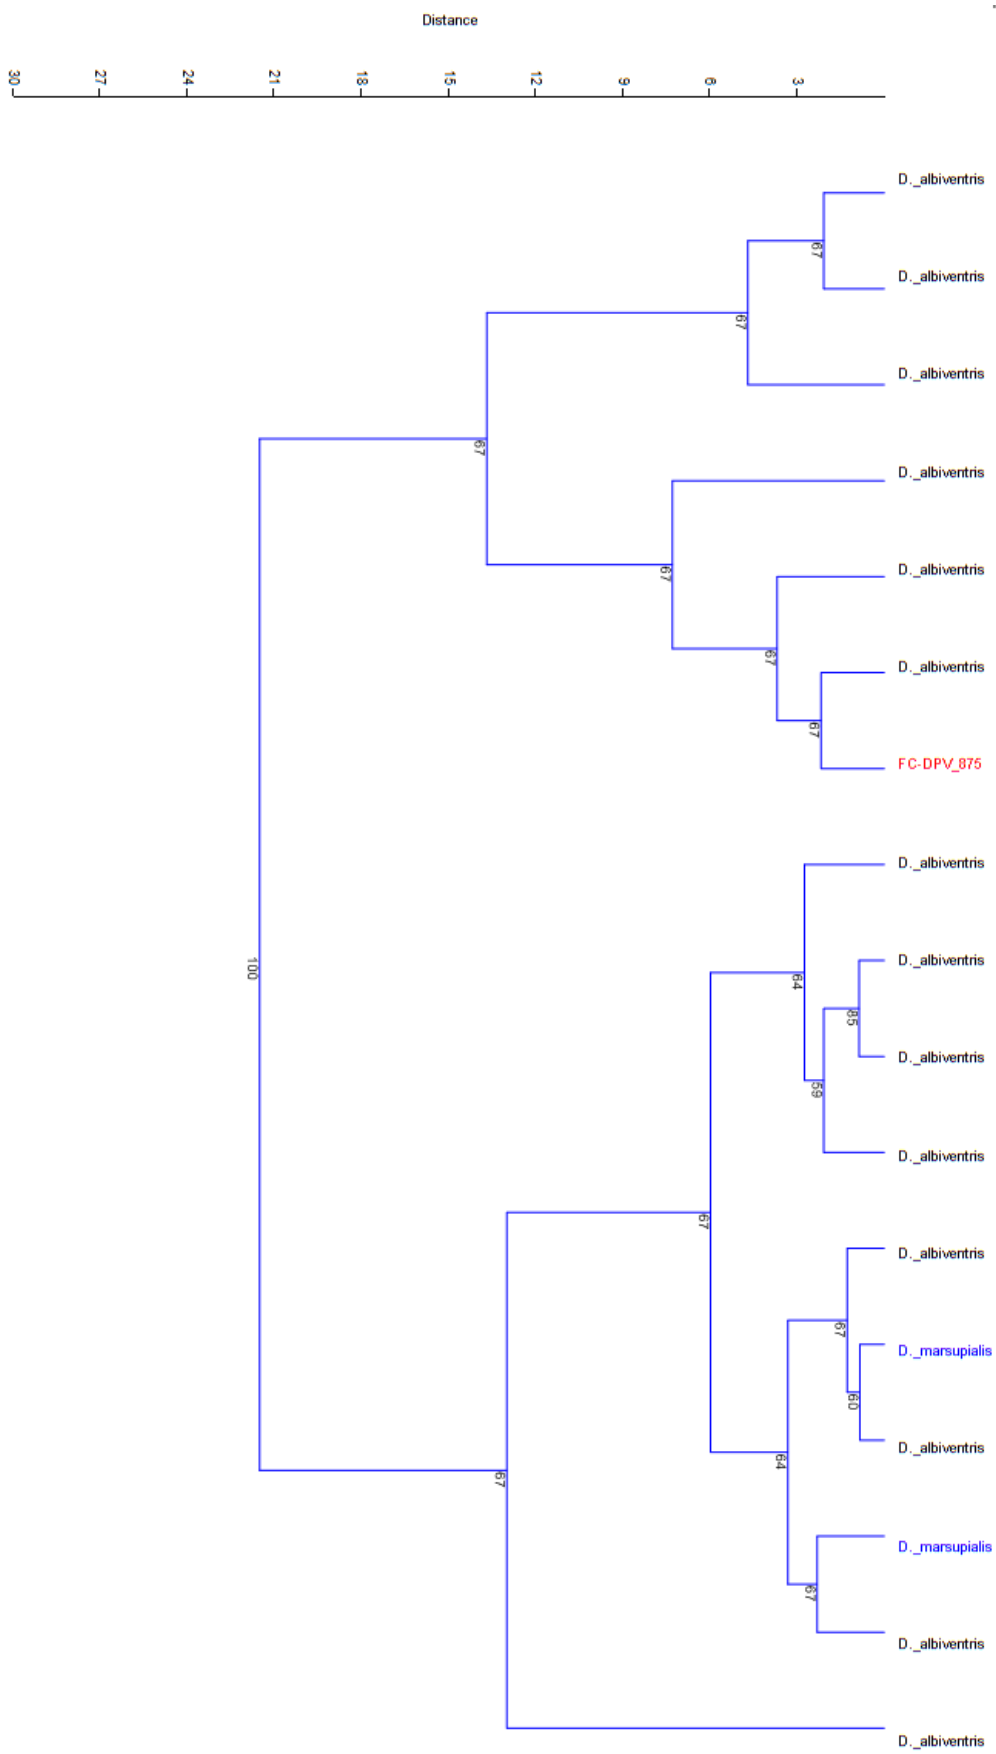 Distance
30
27
24
21
18
15
12
9
6
3
D._albiventris
67
D._albiventris
67
D._albiventris
67
D._albiventris
67
D._albiventris
67
D._albiventris
67
FC-DPV_875
D._albiventris
100
D._albiventris
64
85
D._albiventris
59
D._albiventris
67
D._albiventris
67
D._marsupialis
60
D._albiventris
64
67
D._marsupialis
67
D._albiventris
D._albiventris